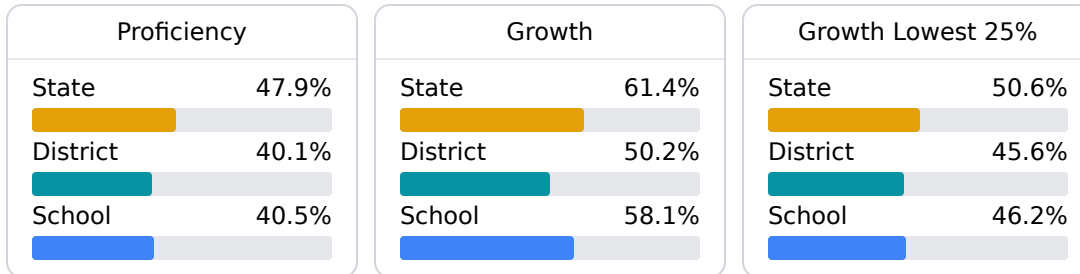 Proficiency
State 47.9%
District 40.1%
School 40.5%
Growth
State 61.4%
District 50.2%
School 58.1%
Growth Lowest 25%
State 50.6%
District 45.6%
School 46.2%